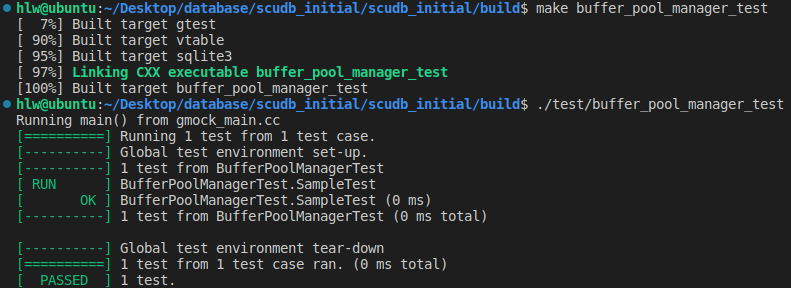 hlw@ubuntu:~/Desktop/database/scudb_initial/scudb_initial/build$ make buffer_pool_manager_test
[  7%] Built target gtest
[ 90%] Built target vtable
[ 95%] Built target sqlite3
[ 97%] Linking CXX executable buffer_pool_manager_test
[100%] Built target buffer_pool_manager_test
hlw@ubuntu:~/Desktop/database/scudb_initial/scudb_initial/build$ ./test/buffer_pool_manager_test
Running main() from gmock_main.cc
[==========] Running 1 test from 1 test case.
[----------] Global test environment set-up.
[----------] 1 test from BufferPoolManagerTest
[ RUN      ] BufferPoolManagerTest.SampleTest
[       OK ] BufferPoolManagerTest.SampleTest (0 ms)
[----------] 1 test from BufferPoolManagerTest (0 ms total)

[----------] Global test environment tear-down
[==========] 1 test from 1 test case ran. (0 ms total)
[  PASSED  ] 1 test.